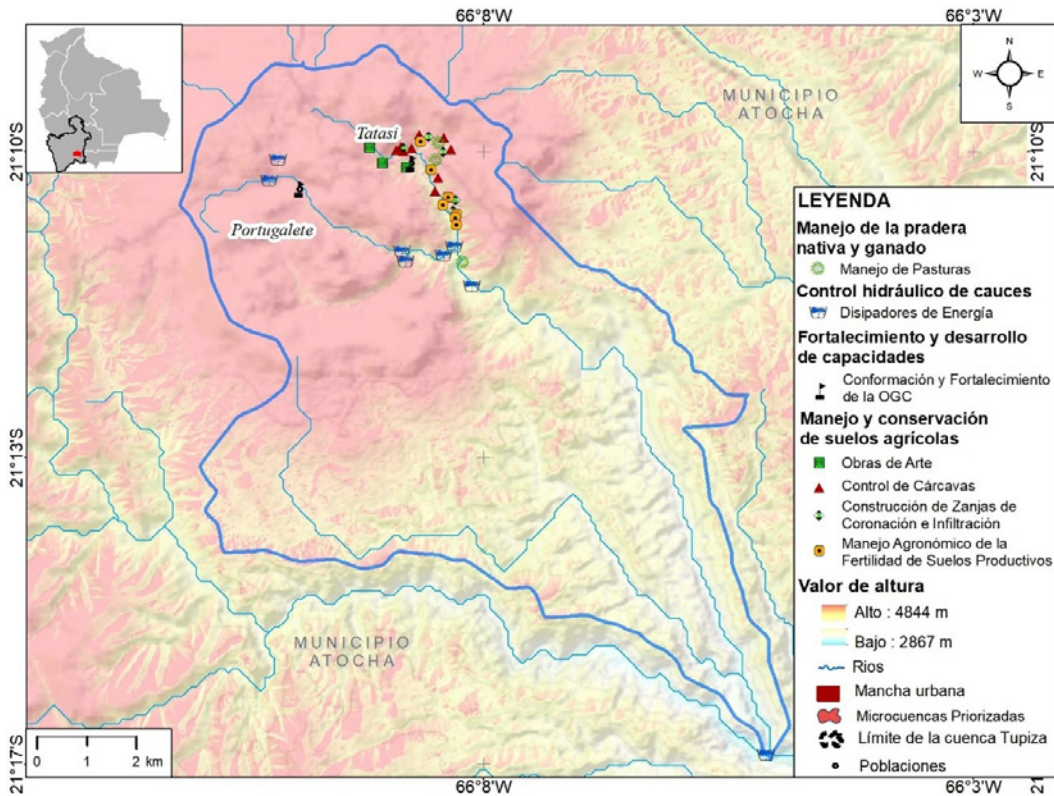 66°8'W
66°3'W
N
W
E
S
MUNICIPIO
ATOCHA
21°10'S
21°10'S
Tatasi
Portugalete
LEYENDA
Manejo de la pradera
nativa y ganado
Manejo de Pasturas
Control hidráulico de cauces
Disipadores de Energía
Fortalecimiento y desarrollo
de capacidades
Conformación y Fortalecimiento
de la OGC
Manejo y conservación
de suelos agrícolas
Obras de Arte
Control de Cárcavas
Construcción de Zanjas de
Coronación e Infiltración
Manejo Agronómico de la
Fertilidad de Suelos Productivos
Valor de altura
Alto : 4844 m
Bajo : 2867 m
Rios
Mancha urbana
Microcuencas Priorizadas
Límite de la cuenca Tupiza
Poblaciones
21°13'S
MUNICIPIO
ATOCHA
21°17'S
0 1 2 km
66°8'W
66°3'W
21